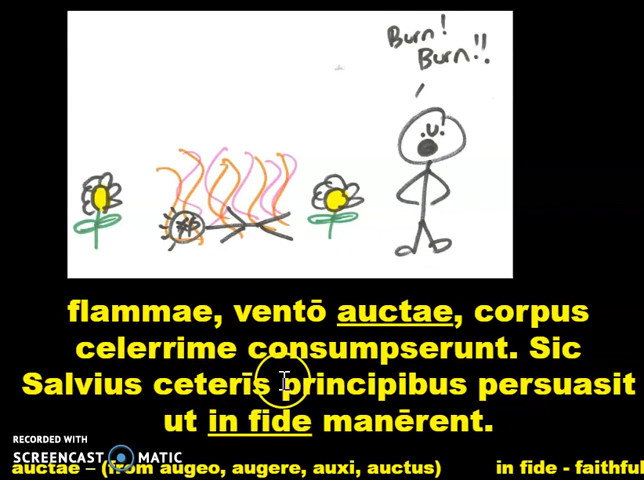 Burn!
Burn!!
flammae, ventō auctae, corpus
celerrime consumpserunt. Sic
Salvius ceterīs principibus persuasit
ut in fide manērent.
RECORDED WITH
SCREENCAST MATIC
auctae – (from augeo, augere, auxi, auctus) in fide - faithful